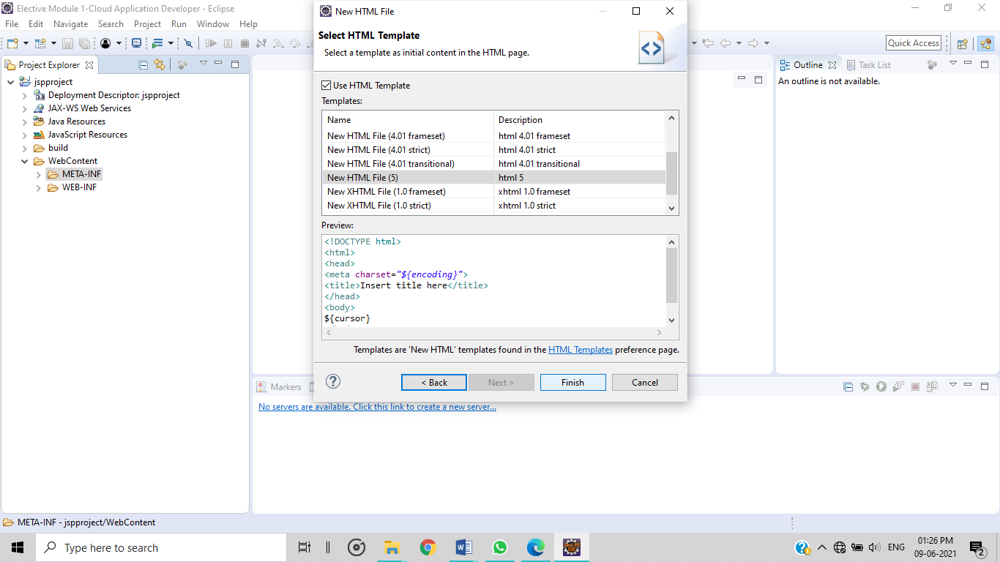 Elective Module 1-Cloud Application Developer - Eclipse
File Edit Navigate Search Project Run Window Help
Quick Access
Project Explorer
jspproject
Deployment Descriptor: jspproject
JAX-WS Web Services
Java Resources
JavaScript Resources
build
WebContent
META-INF
WEB-INF
New HTML File
Select HTML Template
Select a template as initial content in the HTML page.
Use HTML Template
Templates:
Name Description
New HTML File (4.01 frameset) html 4.01 frameset
New HTML File (4.01 strict) html 4.01 strict
New HTML File (4.01 transitional) html 4.01 transitional
New HTML File (5) html 5
New XHTML File (1.0 frameset) xhtml 1.0 frameset
New XHTML File (1.0 strict) xhtml 1.0 strict
Preview:
<!DOCTYPE html>
<html>
<head>
<meta charset="${encoding}">
<title>Insert title here</title>
</head>
<body>
${cursor}
Templates are 'New HTML' templates found in the HTML Templates preference page.
< Back Next > Finish Cancel
Outline Task List
An outline is not available.
Markers
No servers are available. Click this link to create a new server...
META-INF - jspproject/WebContent
Type here to search
ENG
01:26 PM
09-06-2021
2